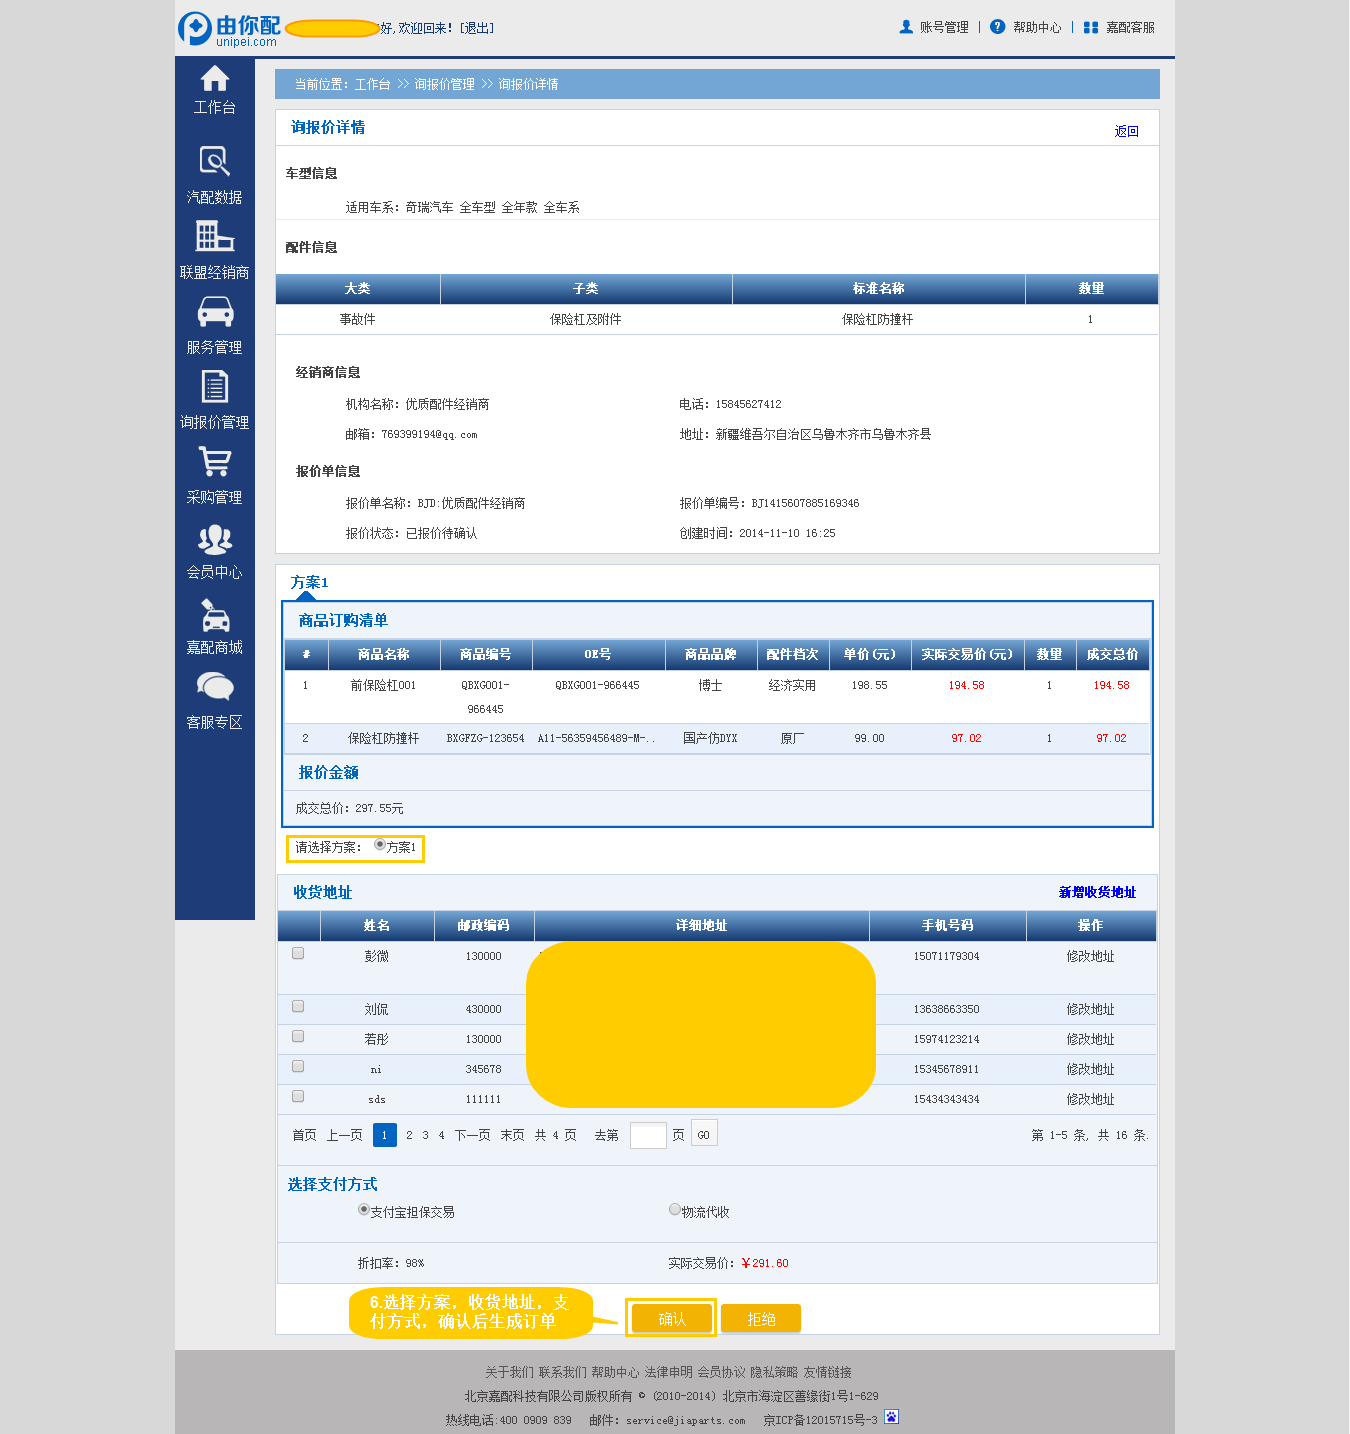 由你配
unipei.com
好,欢迎回来! [退出]
账号管理 | 帮助中心 | 嘉配客服
工作台
汽配数据
联盟经销商
服务管理
询报价管理
采购管理
会员中心
嘉配商城
客服专区
当前位置: 工作台 >> 询报价管理 >> 询报价详情
询报价详情
返回
车型信息
适用车系: 奇瑞汽车 全车型 全年款 全车系
配件信息
大类 子类 标准名称 数量
事故件 保险杠及附件 保险杠防撞杆 1
经销商信息
机构名称: 优质配件经销商 电话: 15845627412
邮箱: 769399194@qq.com 地址: 新疆维吾尔自治区乌鲁木齐市乌鲁木齐县
报价单信息
报价单名称: BJD:优质配件经销商 报价单编号: BJ1415607885169346
报价状态: 已报价待确认 创建时间: 2014-11-10 16:25
方案1
商品订购清单
# 商品名称 商品编号 OE号 商品品牌 配件档次 单价(元) 实际交易价(元) 数量 成交总价
1 前保险杠001 QBXG001- QBXG001-966445 博士 经济实用 198.55 194.58 1 194.58
966445
2 保险杠防撞杆 BXGFZG-123654 A11-56359456489-M-.. 国产仿DYX 原厂 99.00 97.02 1 97.02
报价金额
成交总价: 297.55元
请选择方案: 方案1
收货地址
新增收货地址
姓名 邮政编码 详细地址 手机号码 操作
彭微 130000 15071179304 修改地址
刘侃 430000 13638663350 修改地址
若彤 130000 15974123214 修改地址
ni 345678 15345678911 修改地址
sds 111111 15434343434 修改地址
首页 上一页 1 2 3 4 下一页 末页 共 4 页 去第 页 GO 第 1-5 条, 共 16 条.
选择支付方式
支付宝担保交易 物流代收
折扣率: 98% 实际交易价: ￥291.60
6.选择方案，收货地址，支
付方式，确认后生成订单
确认 拒绝
关于我们 联系我们 帮助中心 法律申明 会员协议 隐私策略 友情链接
北京嘉配科技有限公司版权所有 © (2010-2014) 北京市海淀区善缘街1号1-629
热线电话:400 0909 839 邮件: service@jiaparts.com 京ICP备12015715号-3